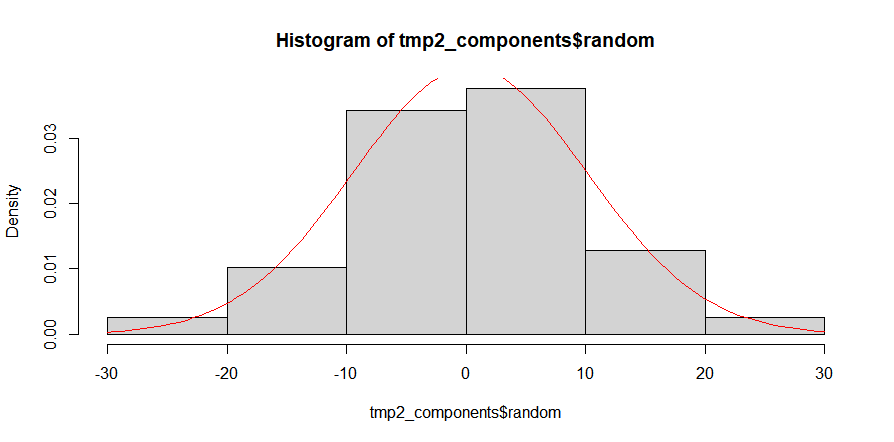 Histogram of tmp2_components$random
Density
0.03
0.02
0.01
0.00
-30 -20 -10 0 10 20 30
tmp2_components$random